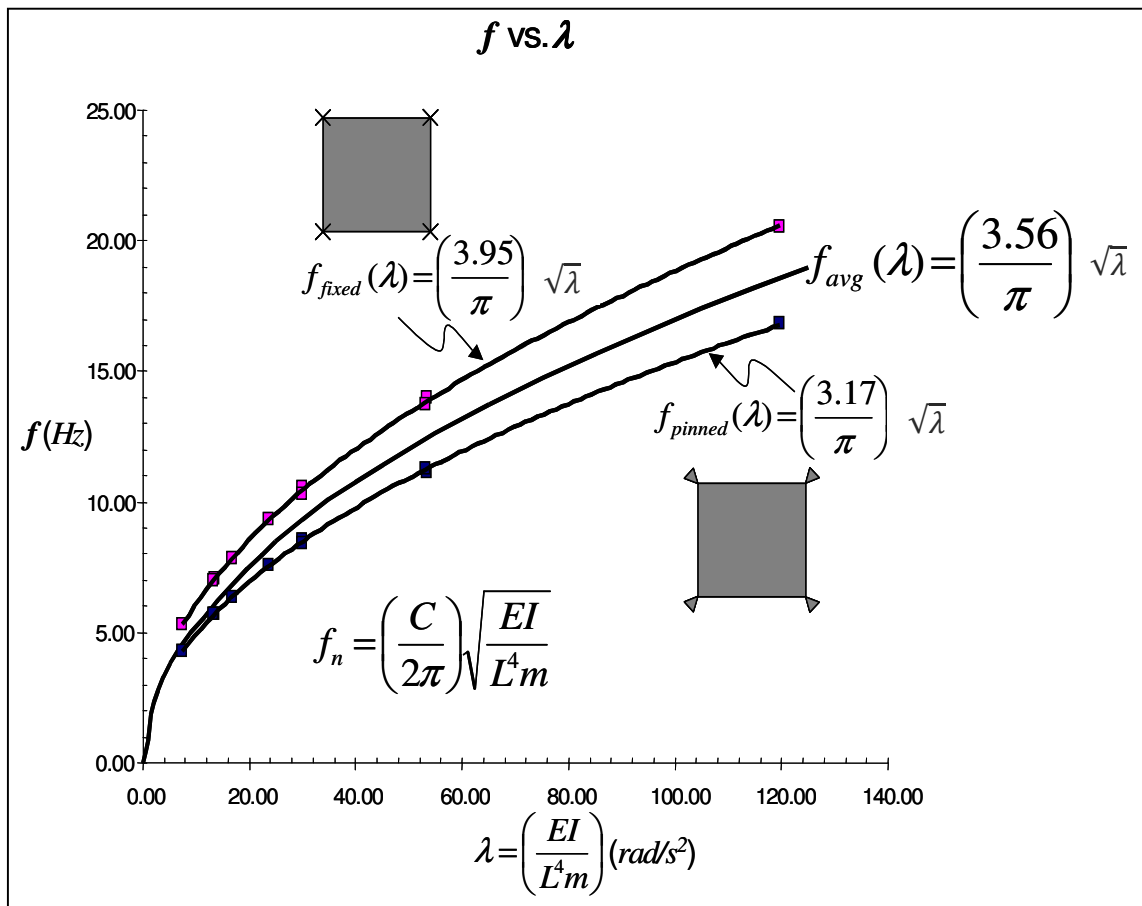 f vs. λ
25.00
20.00
15.00
10.00
5.00
0.00
f (Hz)
f_fixed (λ) = (3.95/π) √λ
f_avg (λ) = (3.56/π) √λ
f_pinned (λ) = (3.17/π) √λ
f_n = (C/2π) √(EI/L⁴m)
0.00 20.00 40.00 60.00 80.00 100.00 120.00 140.00
λ = (EI/L⁴m) (rad/s²)